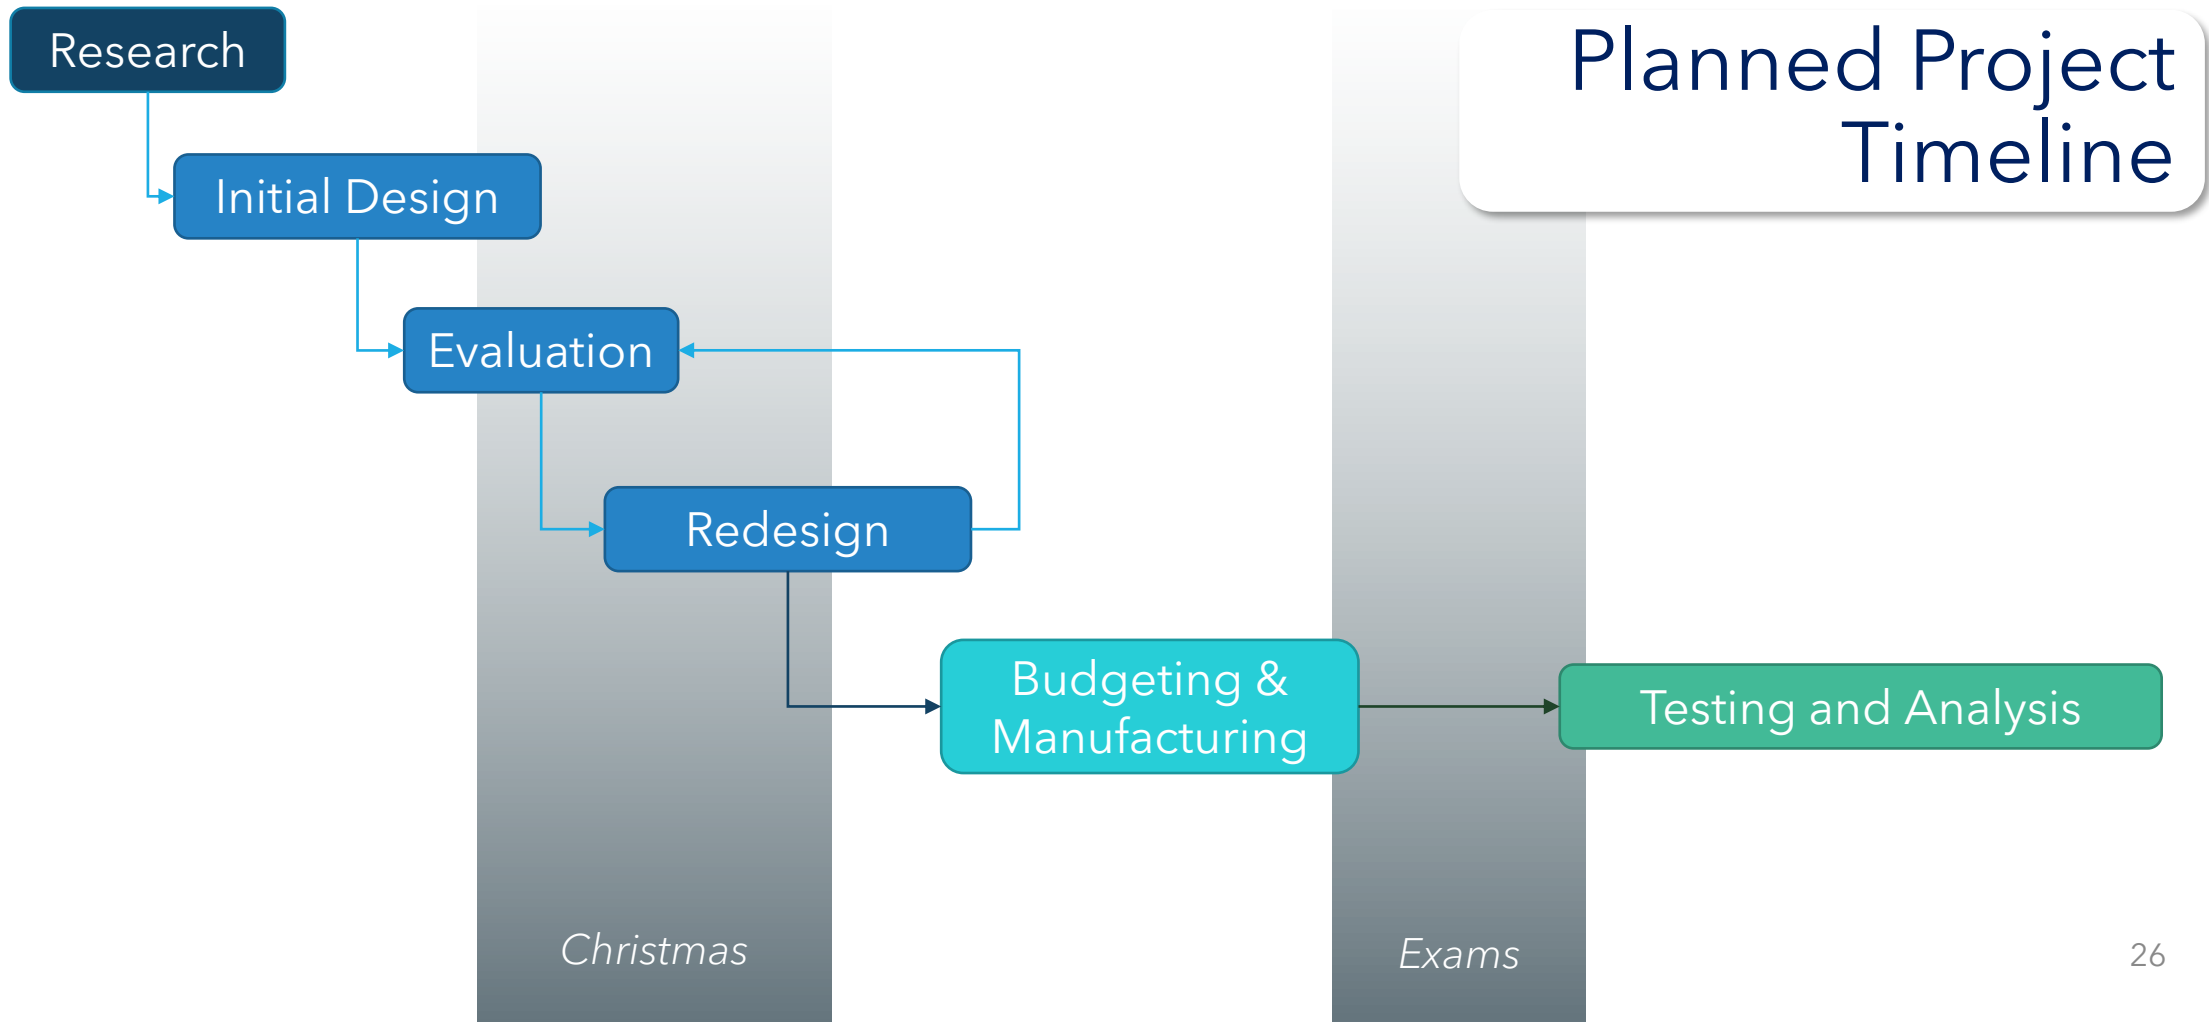 Planned Project
Timeline
Research
Initial Design
Evaluation
Redesign
Budgeting &
Manufacturing
Testing and Analysis
Christmas
Exams
26